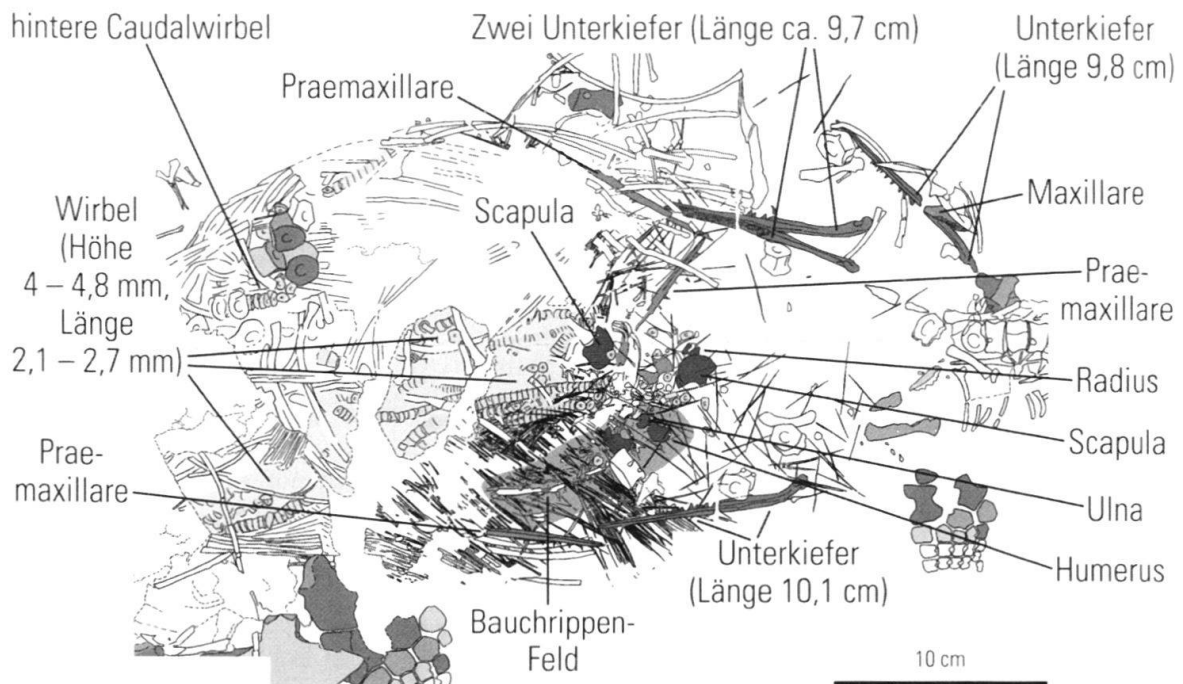 hintere Caudalwirbel
Zwei Unterkiefer (Länge ca. 9,7 cm)
Unterkiefer
(Länge 9,8 cm)
Praemaxillare
Maxillare
Wirbel
(Höhe
4 – 4,8 mm,
Länge
2,1 – 2,7 mm)
Scapula
Prae-
maxillare
Radius
Scapula
Prae-
maxillare
Ulna
Humerus
Unterkiefer
(Länge 10,1 cm)
Bauchrippen-
Feld
10 cm